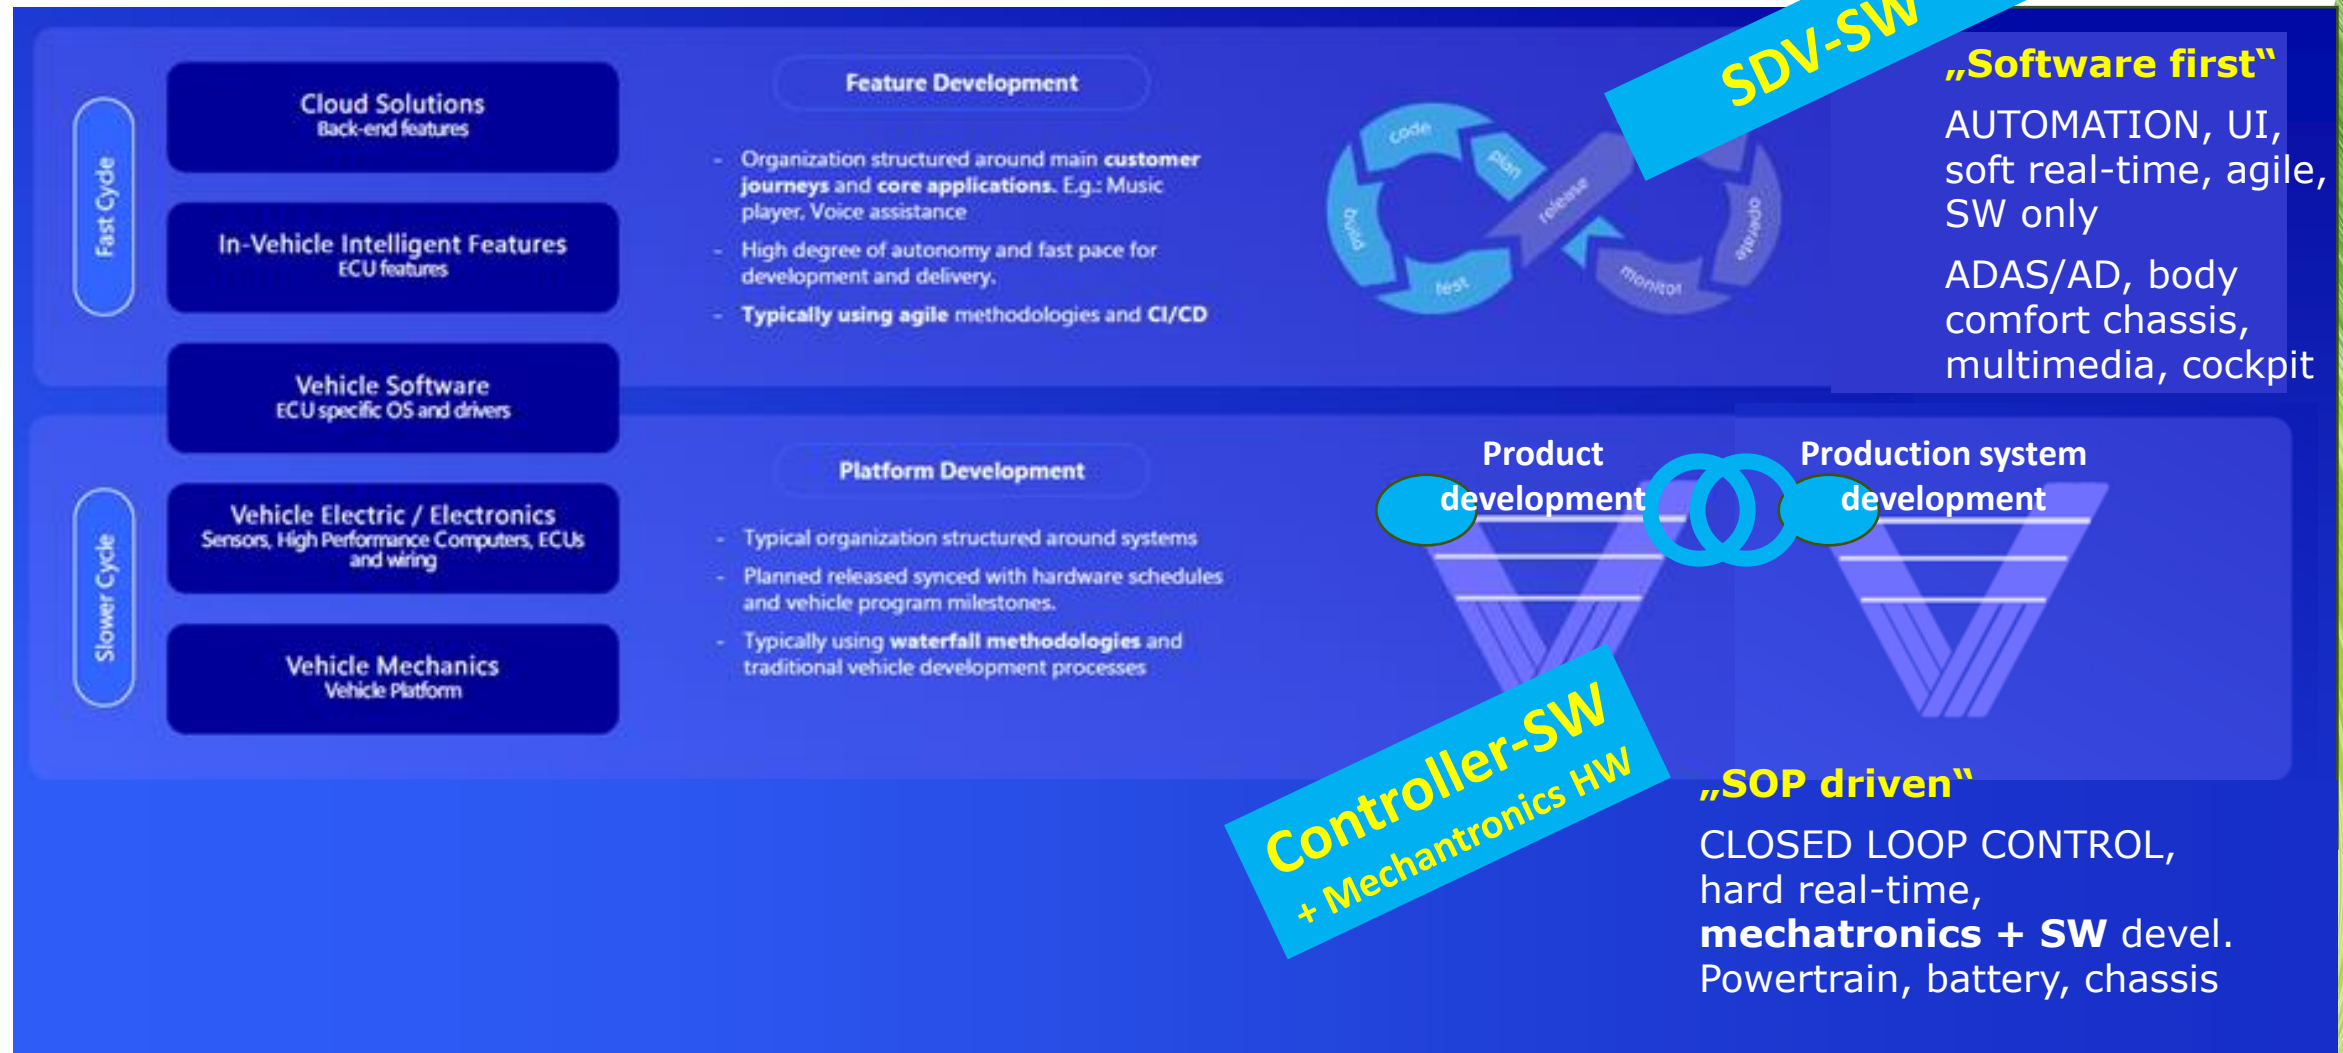 SDV-SW
„Software first“
AUTOMATION, UI,
soft real-time, agile,
SW only
ADAS/AD, body
comfort chassis,
multimedia, cockpit
Fast Cycle
Cloud Solutions
Back-end features
In-Vehicle Intelligent Features
ECU features
Vehicle Software
ECU specific OS and drivers
Feature Development
- Organization structured around main customer
journeys and core applications. E.g.: Music
player, Voice assistance
- High degree of autonomy and fast pace for
development and delivery.
- Typically using agile methodologies and CI/CD
code
plan
build
test
release
monitor
operate
Slower Cycle
Vehicle Electric / Electronics
Sensors, High Performance Computers, ECUs
and wiring
Vehicle Mechanics
Vehicle Platform
Platform Development
- Typical organization structured around systems
- Planned released synced with hardware schedules
and vehicle program milestones.
- Typically using waterfall methodologies and
traditional vehicle development processes
Product
development
Production system
development
Controller-SW
+ Mechantronics HW
„SOP driven“
CLOSED LOOP CONTROL,
hard real-time,
mechatronics + SW devel.
Powertrain, battery, chassis